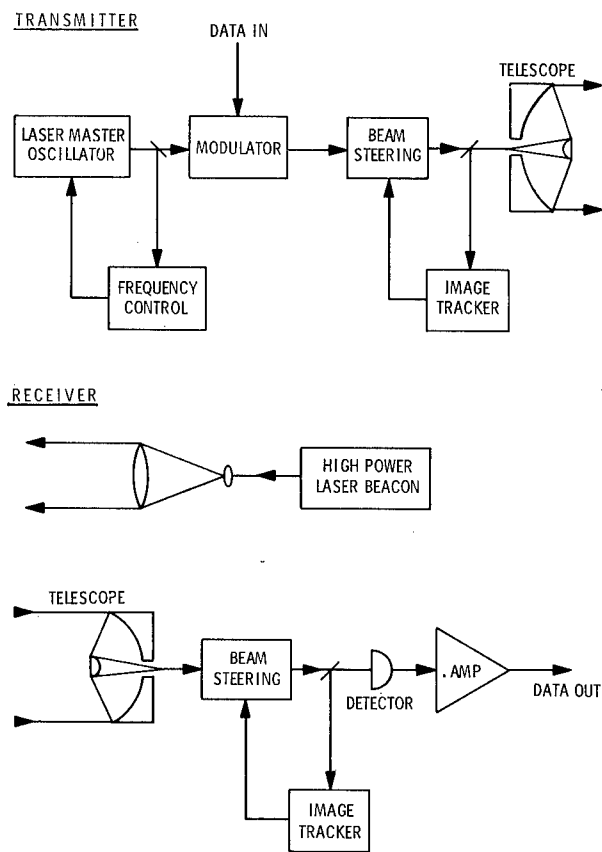 TRANSMITTER
DATA IN
TELESCOPE
LASER MASTER
OSCILLATOR
MODULATOR
BEAM
STEERING
FREQUENCY
CONTROL
IMAGE
TRACKER
RECEIVER
HIGH POWER
LASER BEACON
TELESCOPE
BEAM
STEERING
DETECTOR
AMP
DATA OUT
IMAGE
TRACKER